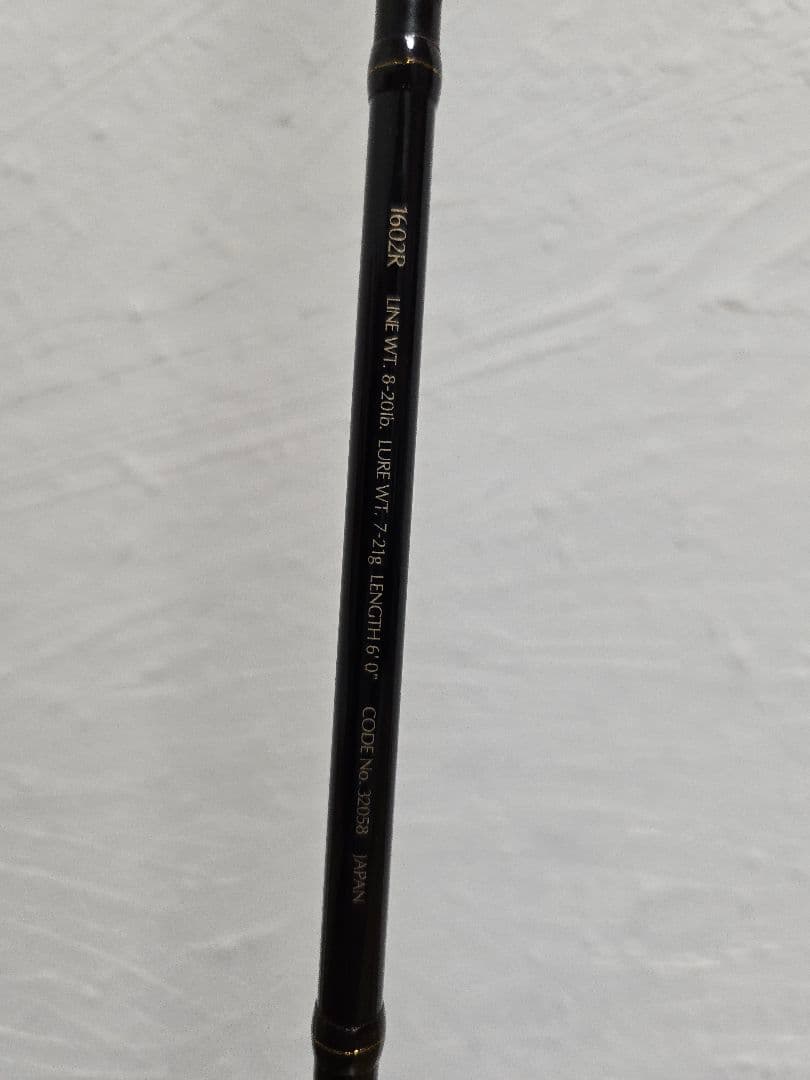 1602R LINE WT. 8-20lb. LURE WT. 7-21g LENGTH 6'0" CODE No. 32058 JAPAN